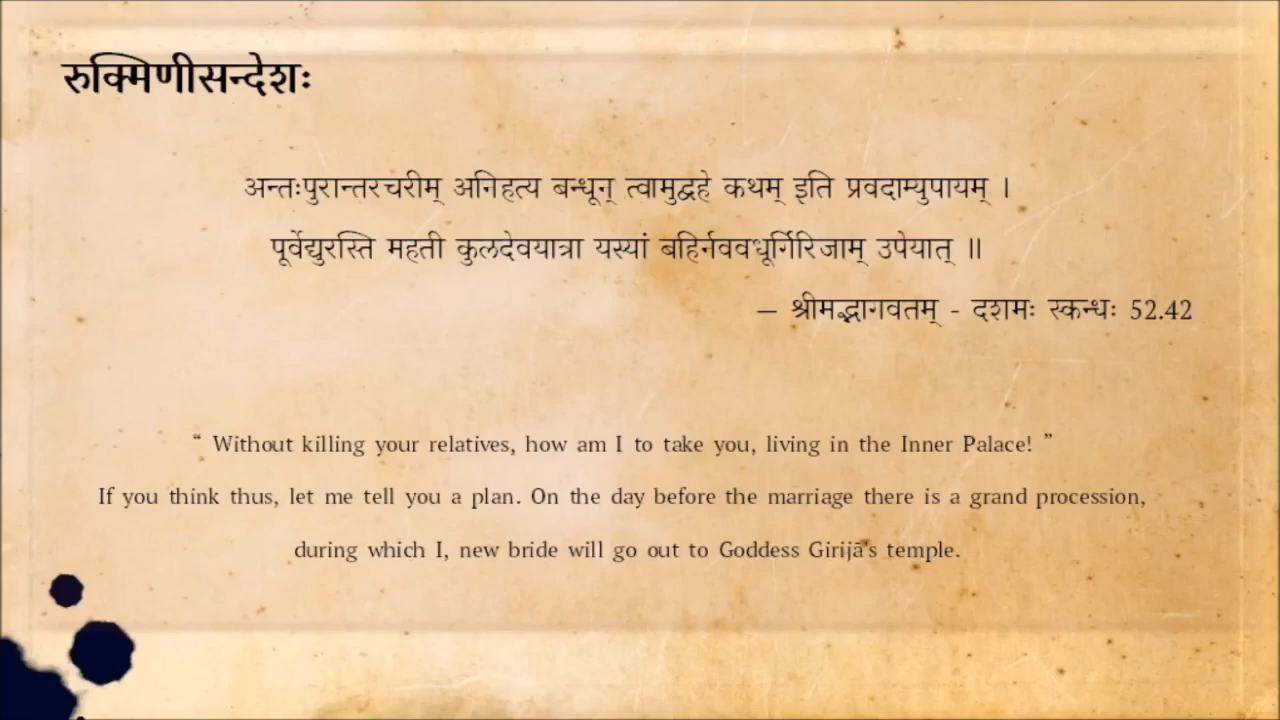 रुक्मिणीसन्देशः
अन्तःपुरान्तरचरीम् अनिहत्य बन्धून् त्वामुद्वहे कथम् इति प्रवदाम्युपायम् ।
पूर्वेद्युरस्ति महती कुलदेवयात्रा यस्यां बहिर्नववधूर्गिरिजाम् उपेयात् ॥
– श्रीमद्भागवतम् - दशमः स्कन्धः 52.42
“ Without killing your relatives, how am I to take you, living in the Inner Palace! ”
If you think thus, let me tell you a plan. On the day before the marriage there is a grand procession,
during which I, new bride will go out to Goddess Girijā's temple.